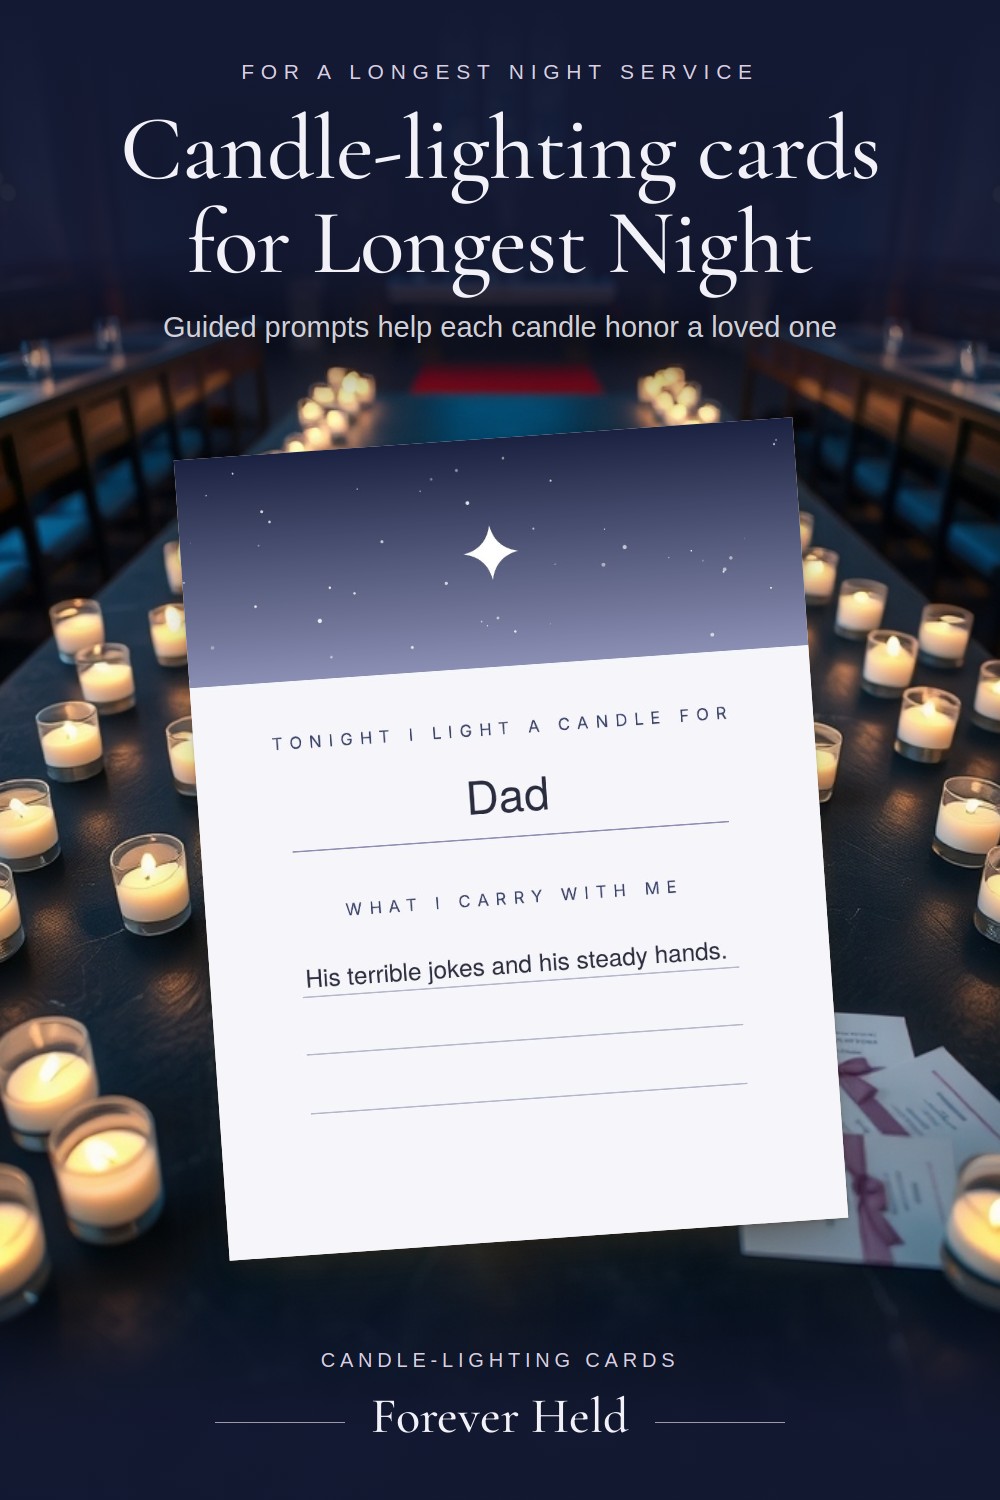 FOR A LONGEST NIGHT SERVICE
Candle-lighting cards
for Longest Night
Guided prompts help each candle honor a loved one
TONIGHT I LIGHT A CANDLE FOR
Dad
WHAT I CARRY WITH ME
His terrible jokes and his steady hands.
CANDLE-LIGHTING CARDS
Forever Held